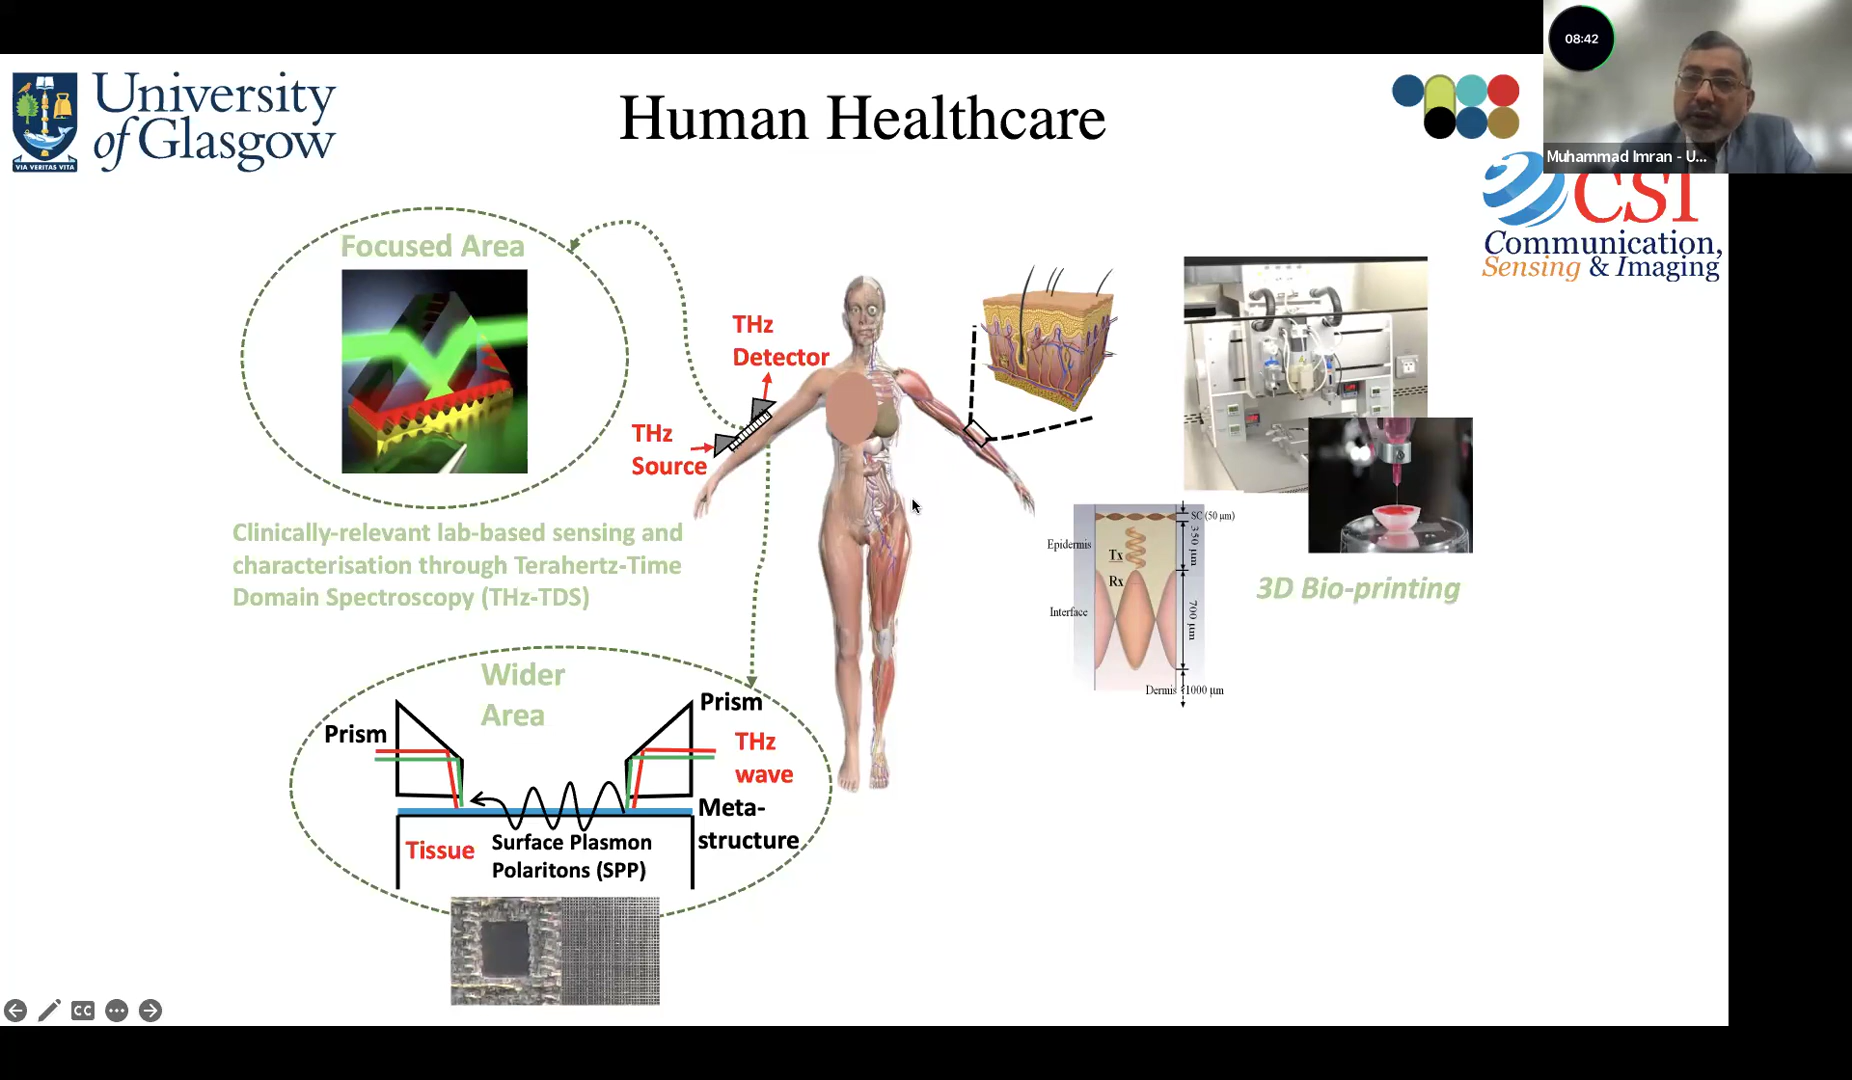 08:42
Muhammad Imran - U...
University
of Glasgow
VIA VERITAS VITA
Human Healthcare
CSI
Communication,
Sensing & Imaging
Focused Area
THz
Detector
THz
Source
Clinically-relevant lab-based sensing and
characterisation through Terahertz-Time
Domain Spectroscopy (THz-TDS)
SC (50 μm)
Epidermis
350 μm
Tx
Rx
Interface
700 μm
Dermis
1000 μm
3D Bio-printing
Wider
Area
Prism
Prism
THz
wave
Meta-
structure
Tissue
Surface Plasmon
Polaritons (SPP)
CC